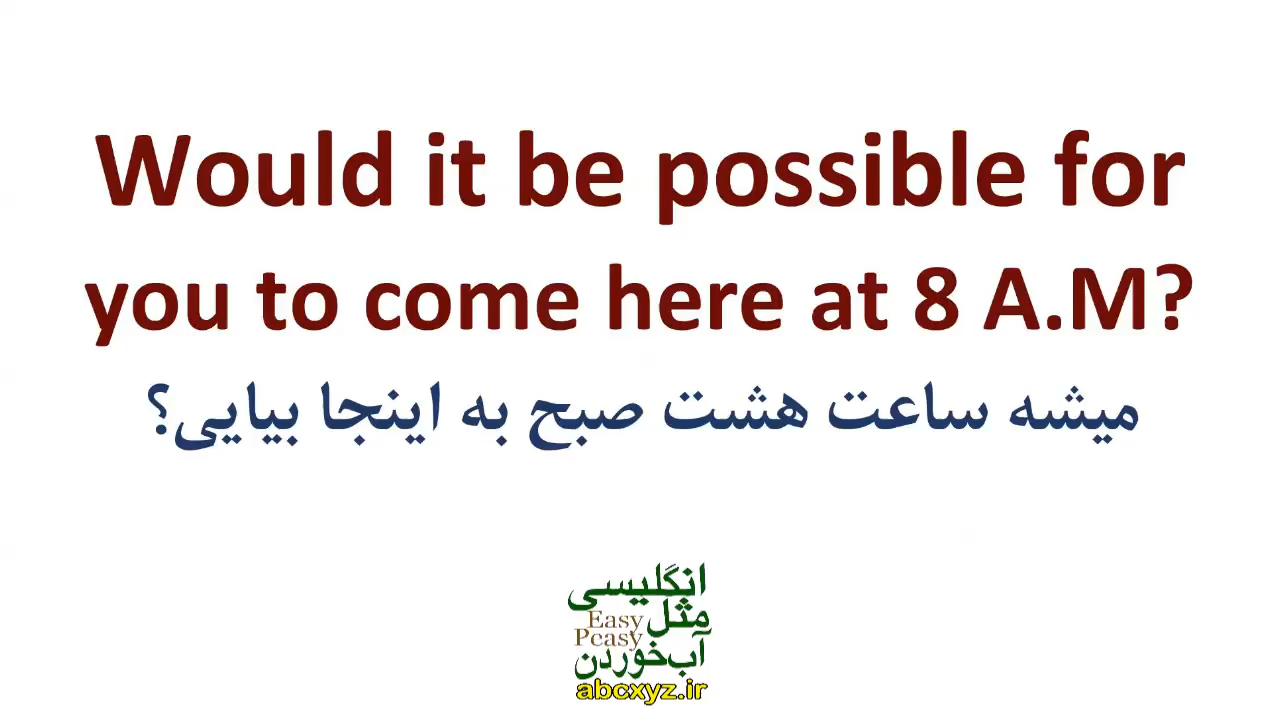 Would it be possible for
you to come here at 8 A.M?
میشه ساعت هشت صبح به اینجا بیایی؟
انگلیسی
مثل
Easy
Peasy
آب‌خوردن
abcxyz.ir